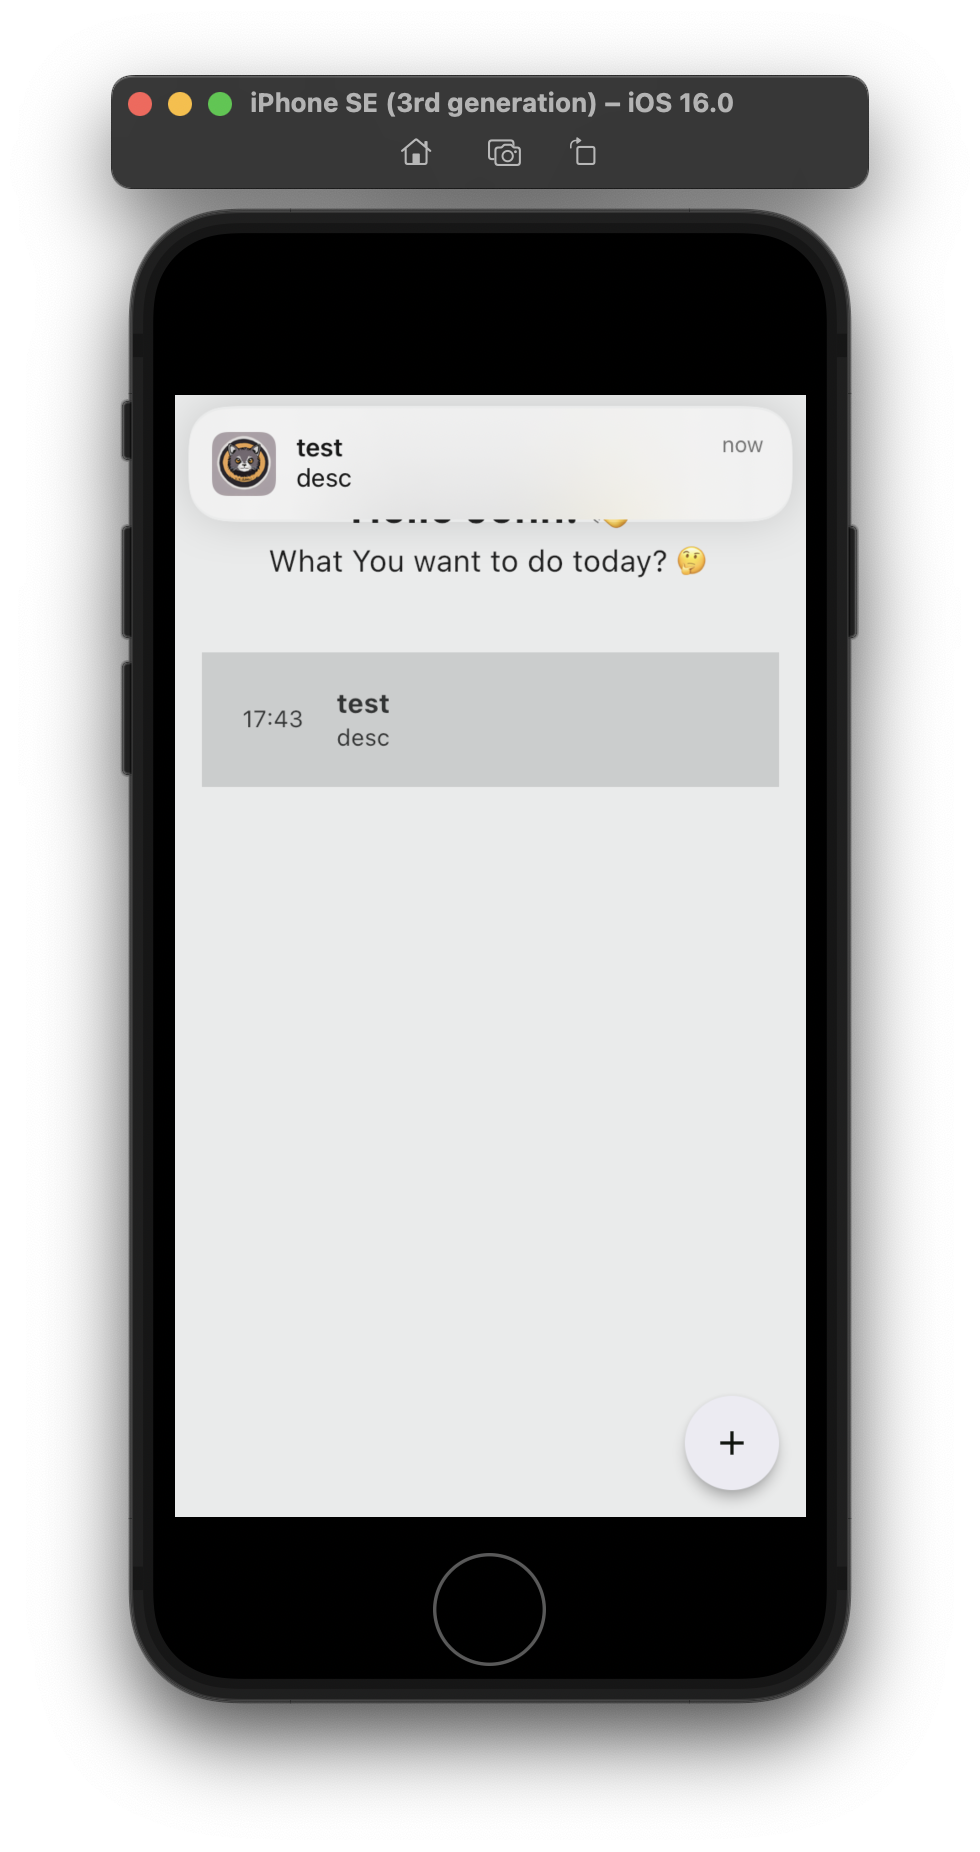 iPhone SE (3rd generation) – iOS 16.0
test
now
desc
What You want to do today? 🤔
17:43
test
desc
+